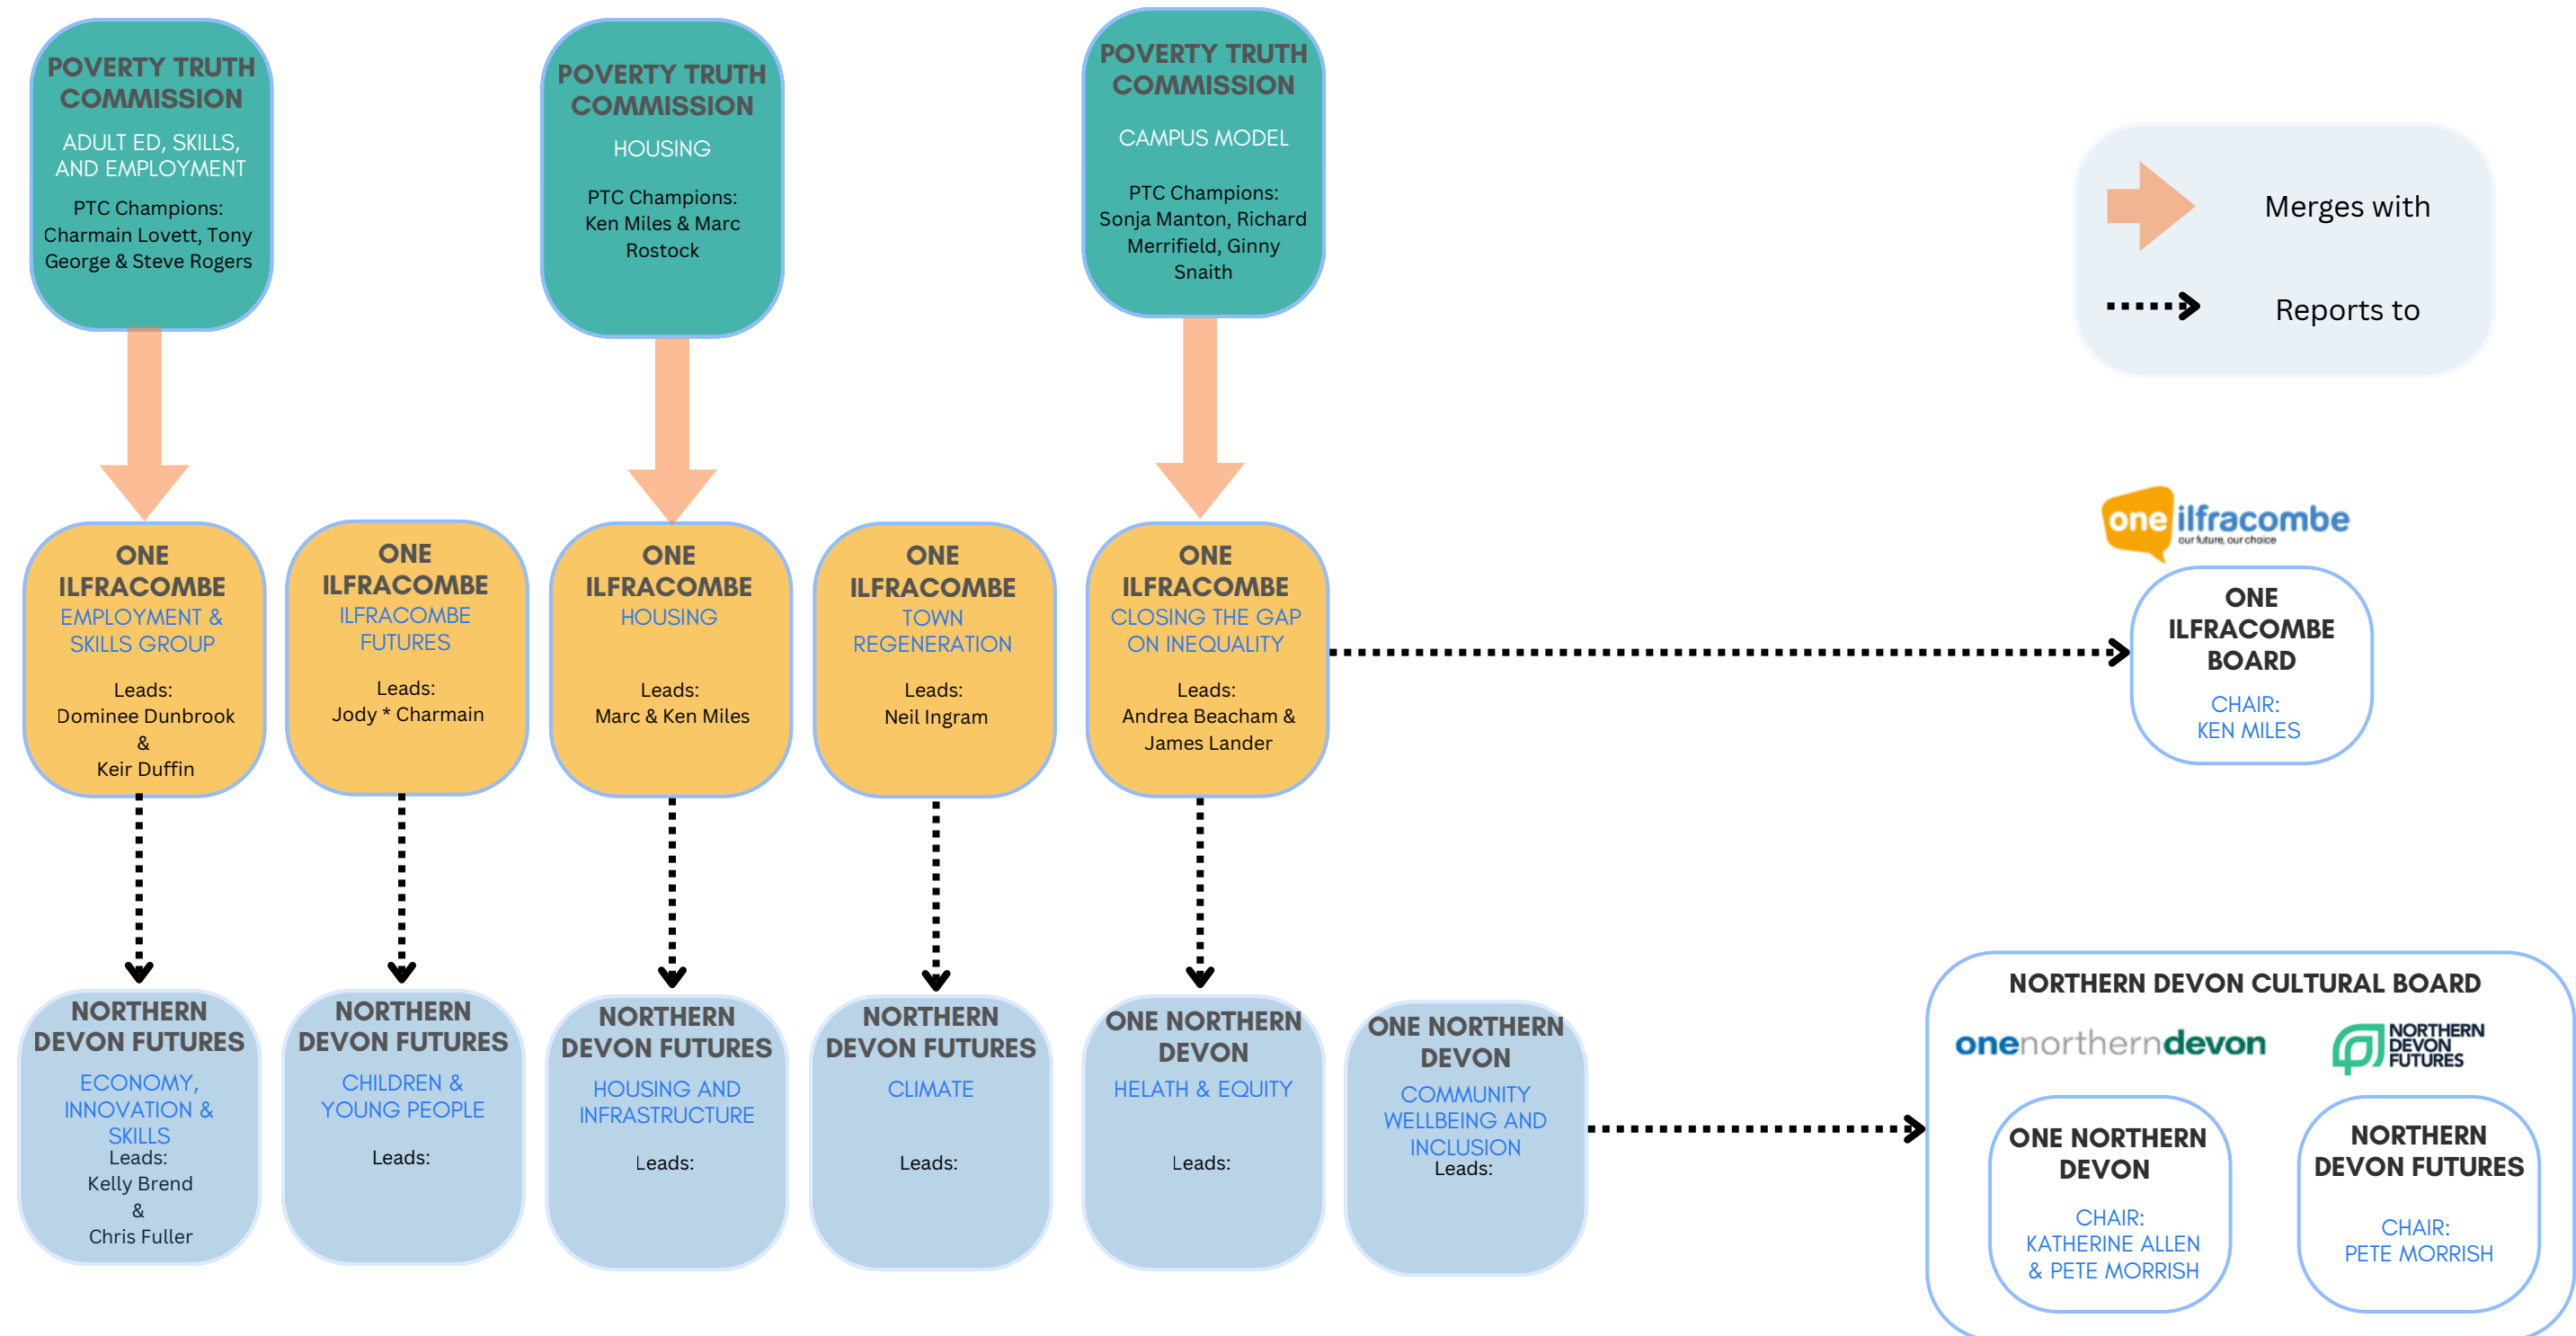 POVERTY TRUTH
COMMISSION
ADULT ED, SKILLS,
AND EMPLOYMENT
PTC Champions:
Charmain Lovett, Tony
George & Steve Rogers
POVERTY TRUTH
COMMISSION
HOUSING
PTC Champions:
Ken Miles & Marc
Rostock
POVERTY TRUTH
COMMISSION
CAMPUS MODEL
PTC Champions:
Sonja Manton, Richard
Merrifield, Ginny
Snaith
Merges with
Reports to
ONE
ILFRACOMBE
EMPLOYMENT &
SKILLS GROUP
Leads:
Dominee Dunbrook
&
Keir Duffin
ONE
ILFRACOMBE
ILFRACOMBE
FUTURES
Leads:
Jody * Charmain
ONE
ILFRACOMBE
HOUSING
Leads:
Marc & Ken Miles
ONE
ILFRACOMBE
TOWN
REGENERATION
Leads:
Neil Ingram
ONE
ILFRACOMBE
CLOSING THE GAP
ON INEQUALITY
Leads:
Andrea Beacham &
James Lander
one ilfracombe
our future, our choice
ONE
ILFRACOMBE
BOARD
CHAIR:
KEN MILES
NORTHERN
DEVON FUTURES
ECONOMY,
INNOVATION &
SKILLS
Leads:
Kelly Brend
&
Chris Fuller
NORTHERN
DEVON FUTURES
CHILDREN &
YOUNG PEOPLE
Leads:
NORTHERN
DEVON FUTURES
HOUSING AND
INFRASTRUCTURE
Leads:
NORTHERN
DEVON FUTURES
CLIMATE
Leads:
ONE NORTHERN
DEVON
HELATH & EQUITY
Leads:
ONE NORTHERN
DEVON
COMMUNITY
WELLBEING AND
INCLUSION
Leads:
NORTHERN DEVON CULTURAL BOARD
onenortherndevon
NORTHERN
DEVON
FUTURES
ONE NORTHERN
DEVON
CHAIR:
KATHERINE ALLEN
& PETE MORRISH
NORTHERN
DEVON FUTURES
CHAIR:
PETE MORRISH